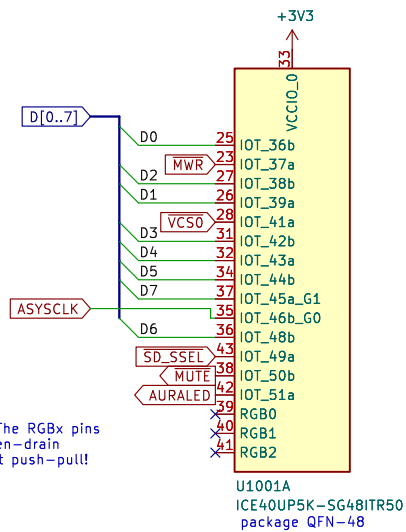 +3V3
33
VCCIO_0
D[0..7]
D0 25 IOT_36b
MWR 23 IOT_37a
D2 27 IOT_38b
D1 26 IOT_39a
VCS0 28 IOT_41a
D3 31 IOT_42b
D4 32 IOT_43a
D5 34 IOT_44b
D7 37 IOT_45a_G1
ASYSCLK 35 IOT_46b_G0
D6 36 IOT_48b
SD_SSEL 43 IOT_49a
MUTE 38 IOT_50b
AURALED 42 IOT_51a
39 RGB0
The RGBx pins 40 RGB1
en-drain 41 RGB2
t push-pull!
U1001A
ICE40UP5K-SG48ITR50
package QFN-48